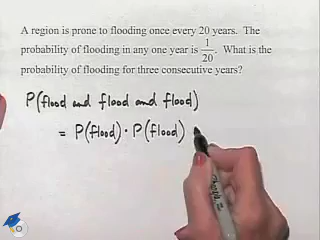 A region is prone to flooding once every 20 years. The
probability of flooding in any one year is 1/20. What is the
probability of flooding for three consecutive years?
P(flood and flood and flood)
= P(flood) · P(flood)
Sharpie